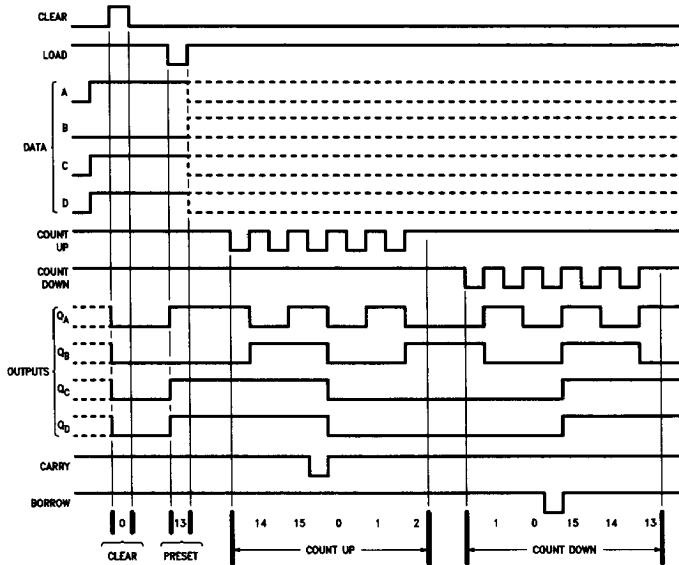 CLEAR
LOAD
A
B
DATA
C
D
COUNT
UP
COUNT
DOWN
QA
QB
OUTPUTS
QC
QD
CARRY
BORROW
0 13 14 15 0 1 2 1 0 15 14 13
CLEAR PRESET COUNT UP COUNT DOWN